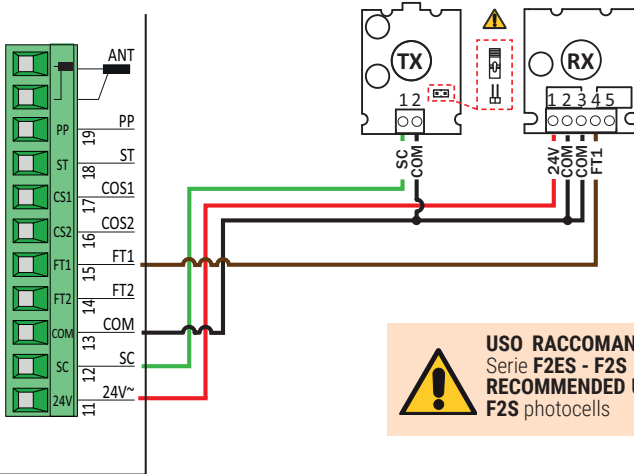 ANT
PP 19 PP
ST 18 ST
CS1 17 COS1
CS2 16 COS2
FT1 15 FT1
FT2 14 FT2
COM 13 COM
SC 12 SC
24V 11 24V~
TX
1 2
SC
COM
RX
1 2 3 4 5
24V
COM
COM
FT1
USO RACCOMAN
Serie F2ES - F2S
RECOMMENDED U
F2S photocells